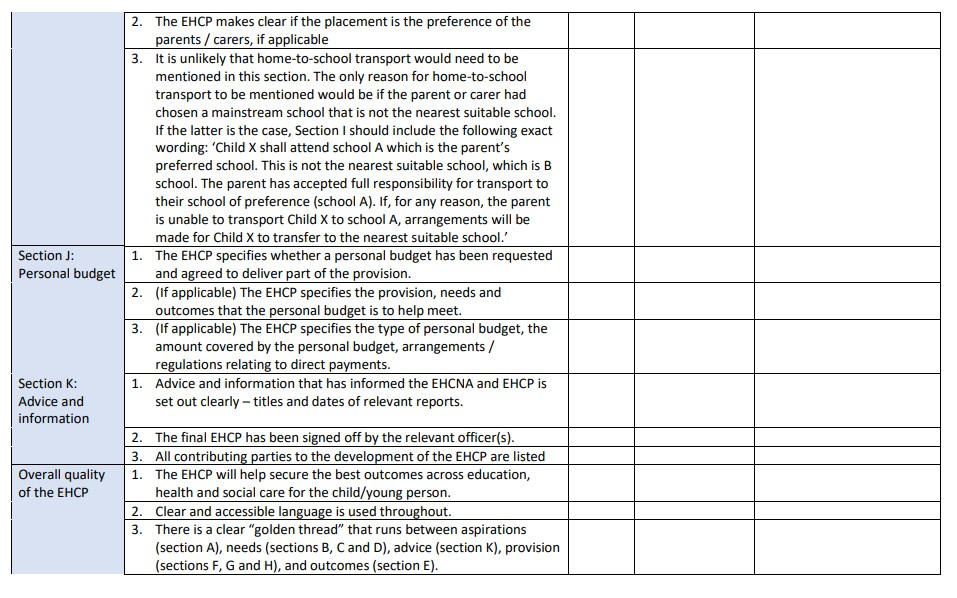 2. The EHCP makes clear if the placement is the preference of the
parents / carers, if applicable
3. It is unlikely that home-to-school transport would need to be
mentioned in this section. The only reason for home-to-school
transport to be mentioned would be if the parent or carer had
chosen a mainstream school that is not the nearest suitable school.
If the latter is the case, Section I should include the following exact
wording: ‘Child X shall attend school A which is the parent’s
preferred school. This is not the nearest suitable school, which is B
school. The parent has accepted full responsibility for transport to
their school of preference (school A). If, for any reason, the parent
is unable to transport Child X to school A, arrangements will be
made for Child X to transfer to the nearest suitable school.’
Section J:
Personal budget
1. The EHCP specifies whether a personal budget has been requested
and agreed to deliver part of the provision.
2. (If applicable) The EHCP specifies the provision, needs and
outcomes that the personal budget is to help meet.
3. (If applicable) The EHCP specifies the type of personal budget, the
amount covered by the personal budget, arrangements /
regulations relating to direct payments.
Section K:
Advice and
information
1. Advice and information that has informed the EHCNA and EHCP is
set out clearly – titles and dates of relevant reports.
2. The final EHCP has been signed off by the relevant officer(s).
3. All contributing parties to the development of the EHCP are listed
Overall quality
of the EHCP
1. The EHCP will help secure the best outcomes across education,
health and social care for the child/young person.
2. Clear and accessible language is used throughout.
3. There is a clear “golden thread” that runs between aspirations
(section A), needs (sections B, C and D), advice (section K), provision
(sections F, G and H), and outcomes (section E).